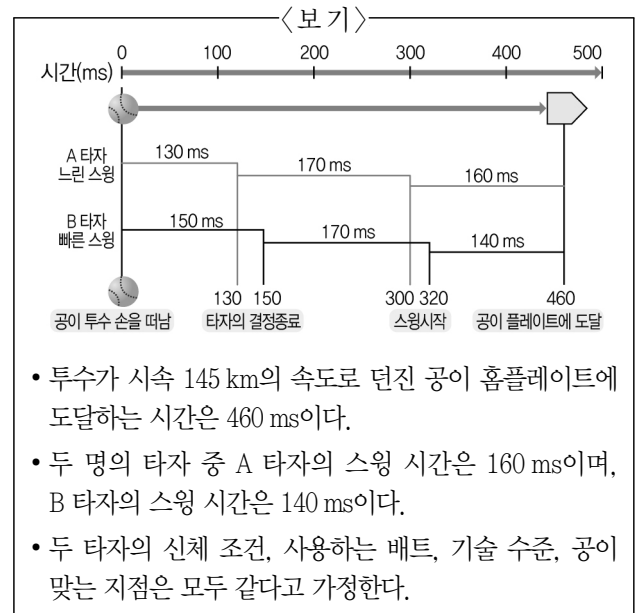 〈보기〉
0 100 200 300 400 500
시간(ms)
A 타자
느린 스윙
130 ms 170 ms 160 ms
B 타자
빠른 스윙
150 ms 170 ms 140 ms
130 150 300 320 460
공이 투수 손을 떠남 타자의 결정종료 스윙시작 공이 플레이트에 도달
• 투수가 시속 145 km의 속도로 던진 공이 홈플레이트에
도달하는 시간은 460 ms이다.
• 두 명의 타자 중 A 타자의 스윙 시간은 160 ms이며,
B 타자의 스윙 시간은 140 ms이다.
• 두 타자의 신체 조건, 사용하는 배트, 기술 수준, 공이
맞는 지점은 모두 같다고 가정한다.